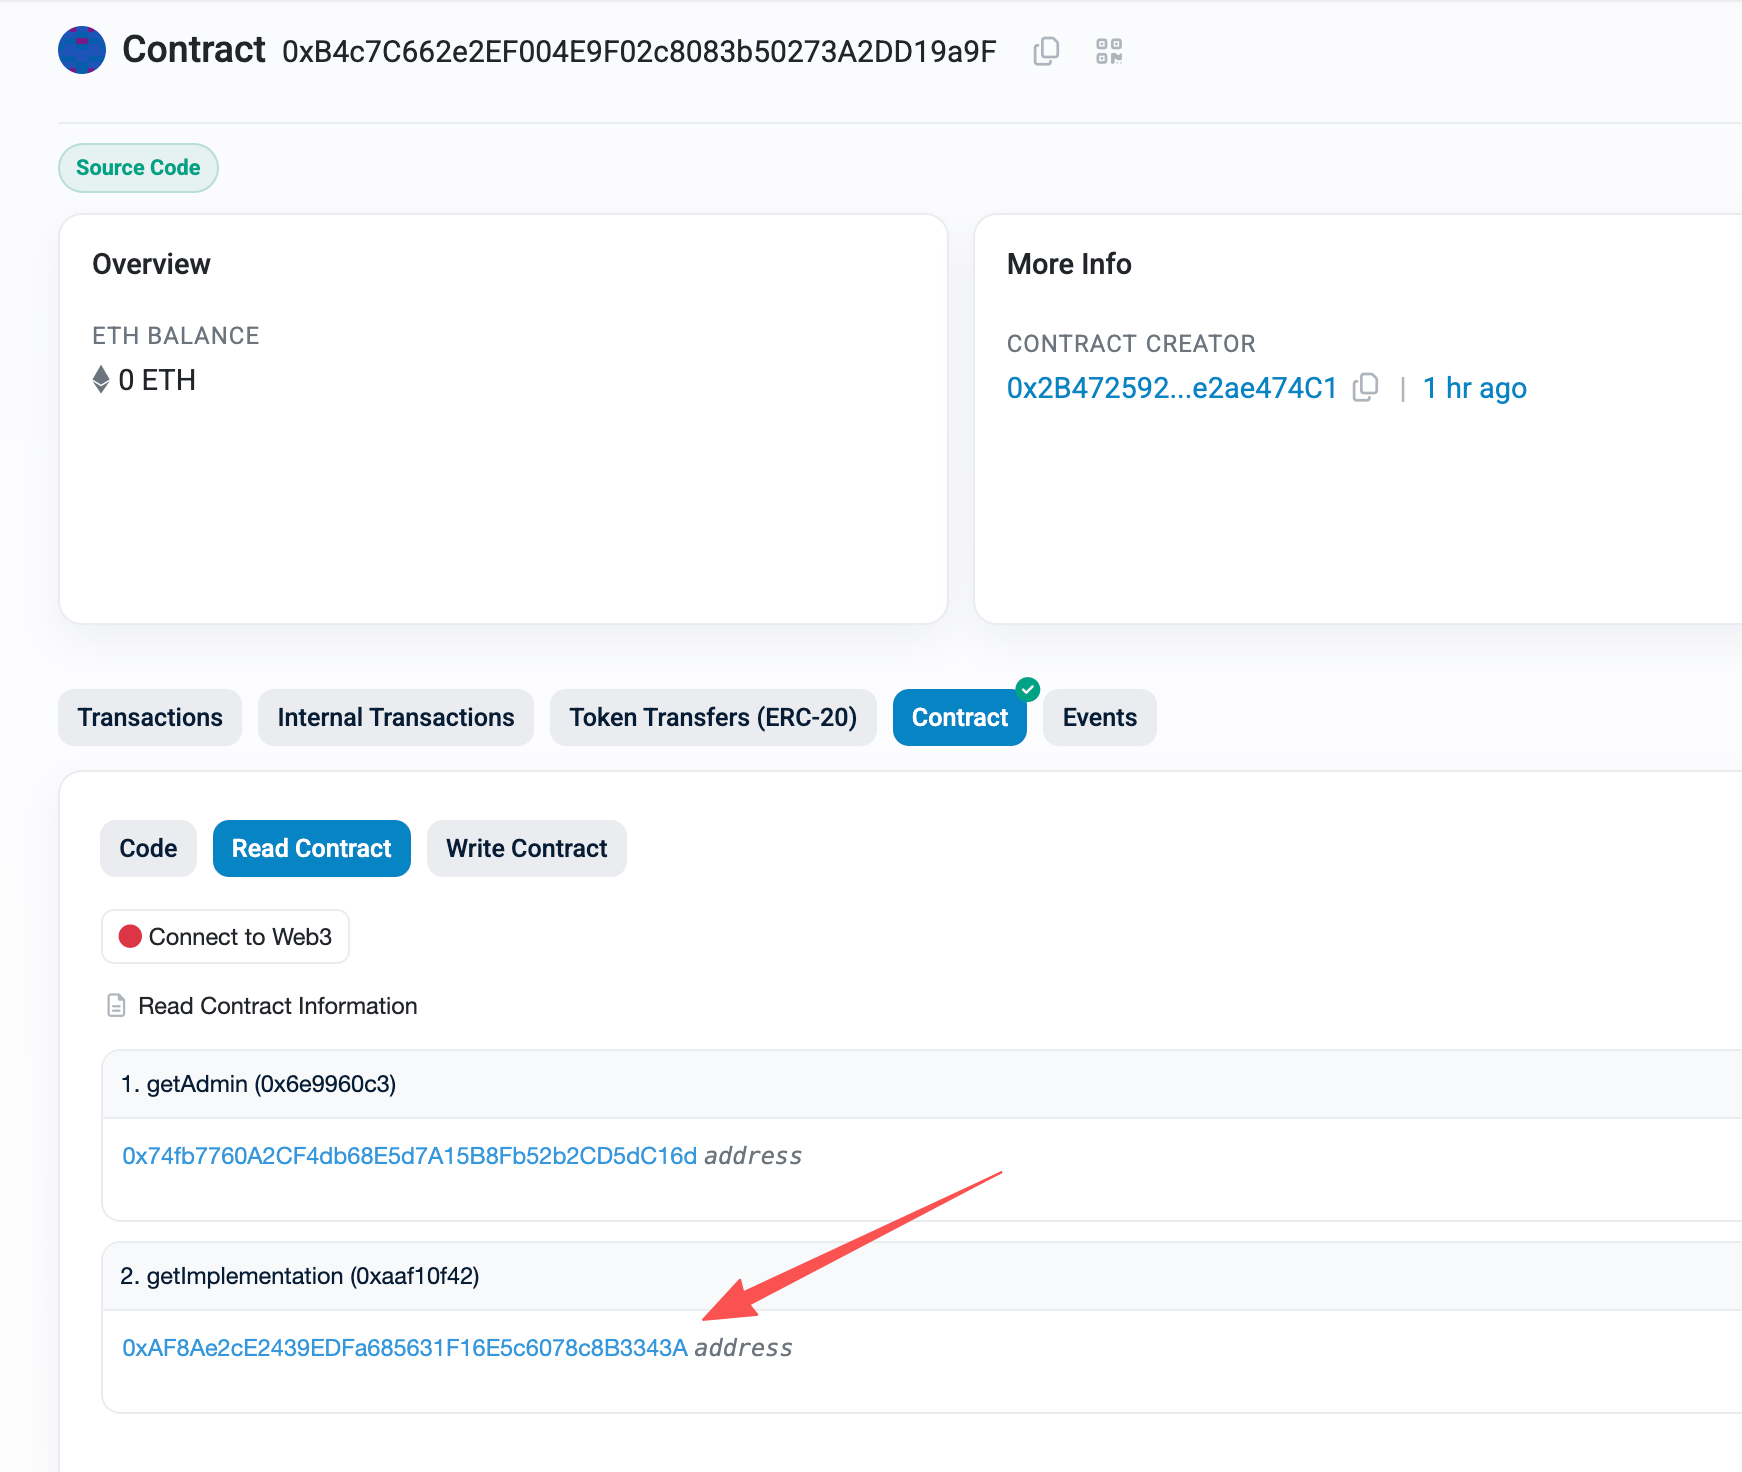 Contract 0xB4c7C662e2EF004E9F02c8083b50273A2DD19a9F
Source Code
Overview
ETH BALANCE
0 ETH
More Info
CONTRACT CREATOR
0x2B472592...e2ae474C1 | 1 hr ago
Transactions Internal Transactions Token Transfers (ERC-20) Contract Events
Code Read Contract Write Contract
Connect to Web3
Read Contract Information
1. getAdmin (0x6e9960c3)
0x74fb7760A2CF4db68E5d7A15B8Fb52b2CD5dC16d address
2. getImplementation (0xaaf10f42)
0xAF8Ae2cE2439EDFa685631F16E5c6078c8B3343A address